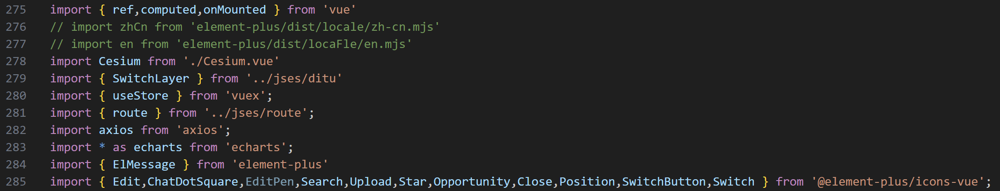 275 import { ref,computed,onMounted } from 'vue'
276 // import zhCn from 'element-plus/dist/locale/zh-cn.mjs'
277 // import en from 'element-plus/dist/locaFle/en.mjs'
278 import Cesium from './Cesium.vue'
279 import { SwitchLayer } from '../jses/ditu'
280 import { useStore } from 'vuex';
281 import { route } from '../jses/route';
282 import axios from 'axios';
283 import * as echarts from 'echarts';
284 import { ElMessage } from 'element-plus'
285 import { Edit,ChatDotSquare,EditPen,Search,Upload,Star,Opportunity,Close,Position,SwitchButton,Switch } from '@element-plus/icons-vue';